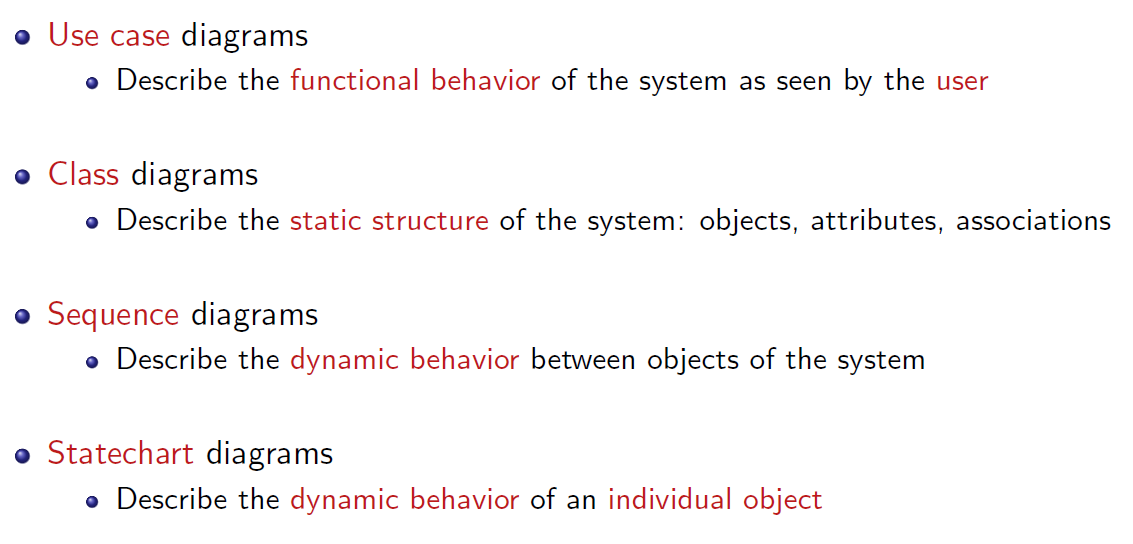 Use case diagrams
Describe the functional behavior of the system as seen by the user
Class diagrams
Describe the static structure of the system: objects, attributes, associations
Sequence diagrams
Describe the dynamic behavior between objects of the system
Statechart diagrams
Describe the dynamic behavior of an individual object